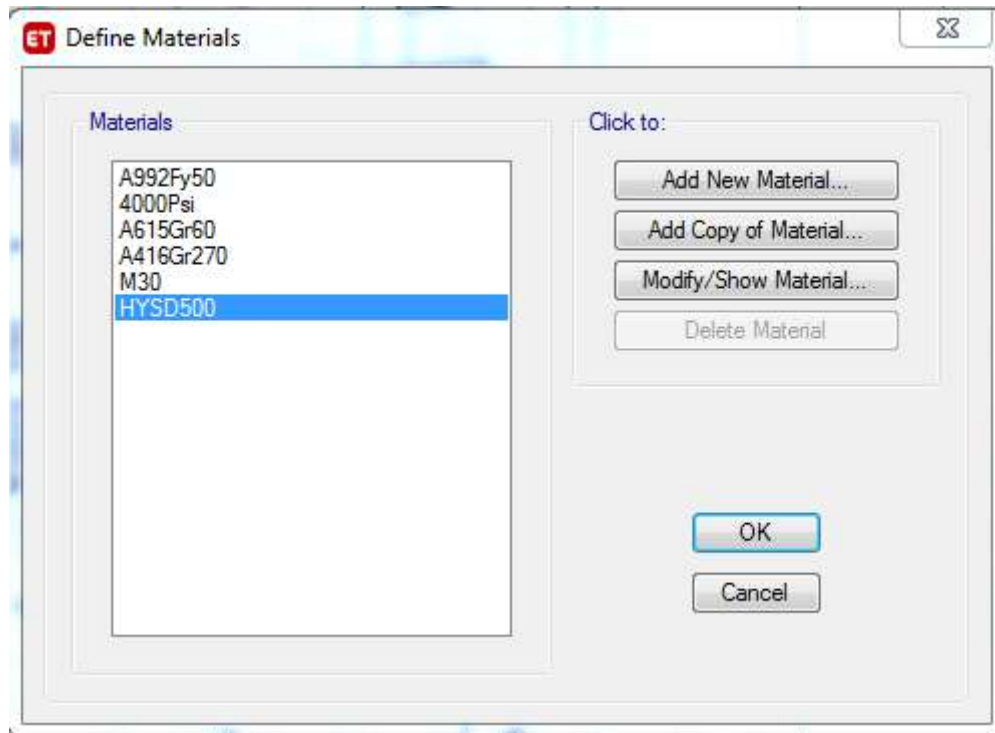 ET Define Materials
Materials
A992Fy50
4000Psi
A615Gr60
A416Gr270
M30
HYSD500
Click to:
Add New Material...
Add Copy of Material...
Modify/Show Material...
Delete Material
OK
Cancel